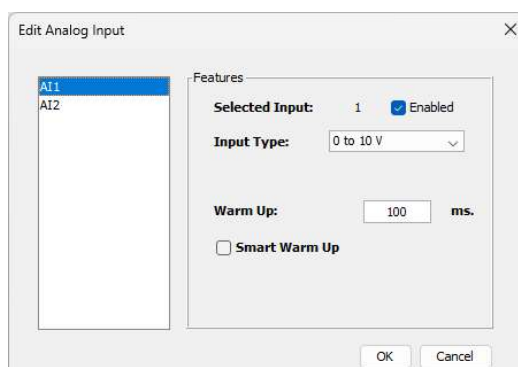 Edit Analog Input
AI1
AI2
Features
Selected Input: 1 Enabled
Input Type: 0 to 10 V
Warm Up: 100 ms.
Smart Warm Up
OK Cancel